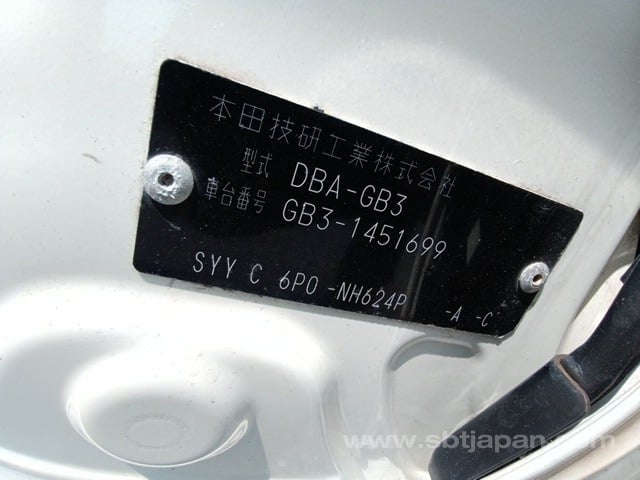 本田技研工業株式会社
型式 DBA-GB3
車台番号 GB3-1451699
SYY C 6P0 -NH624P -A -C
www.sbtjapan.com